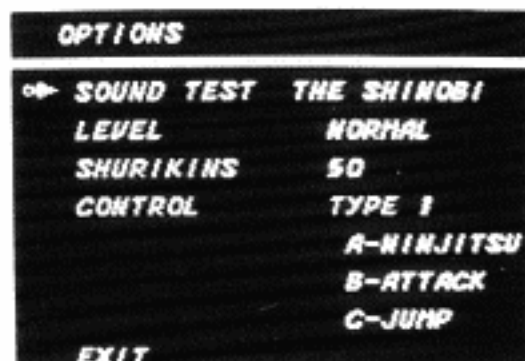 OPTIONS
SOUND TEST THE SHINOBI
LEVEL NORMAL
SHURIKINS 50
CONTROL TYPE 1
A-NINJITSU
B-ATTACK
C-JUMP
EXIT